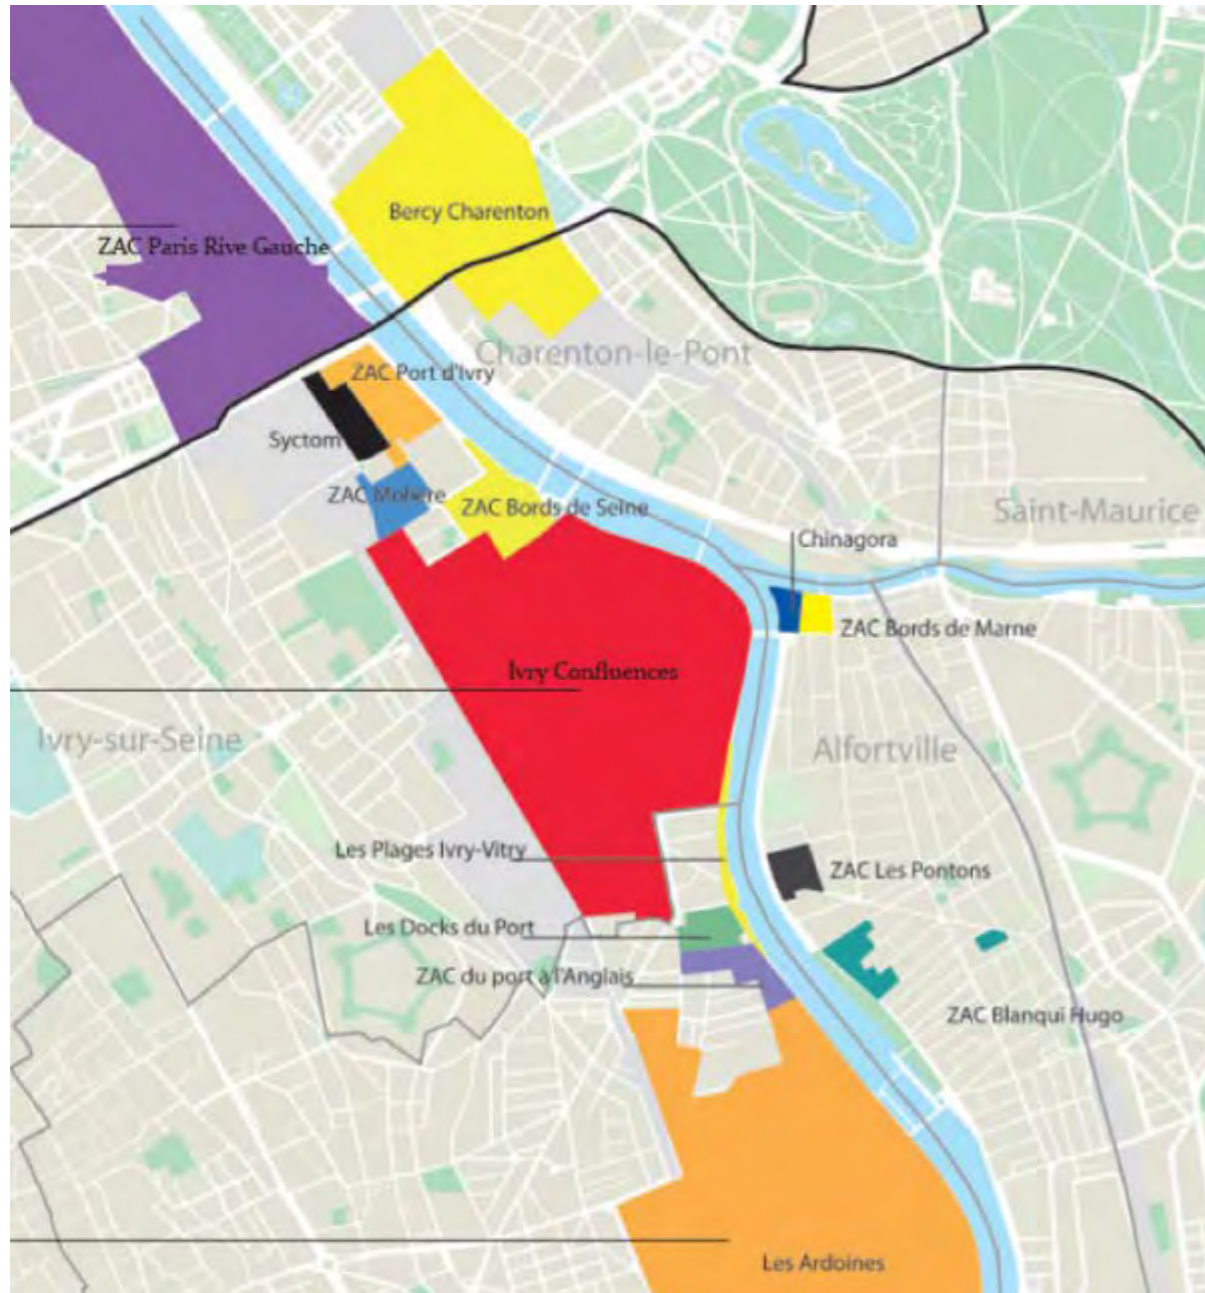 Bercy Charenton
ZAC Paris Rive Gauche
Charenton-le-Pont
ZAC Port d'Ivry
Syctom
ZAC Molière
ZAC Bords de Seine
Saint-Maurice
Chinagora
ZAC Bords de Marne
Ivry Confluences
Ivry-sur-Seine
Alfortville
Les Plages Ivry-Vitry
ZAC Les Pontons
Les Docks du Port
ZAC du port à l'Anglais
ZAC Blanqui Hugo
Les Ardoines